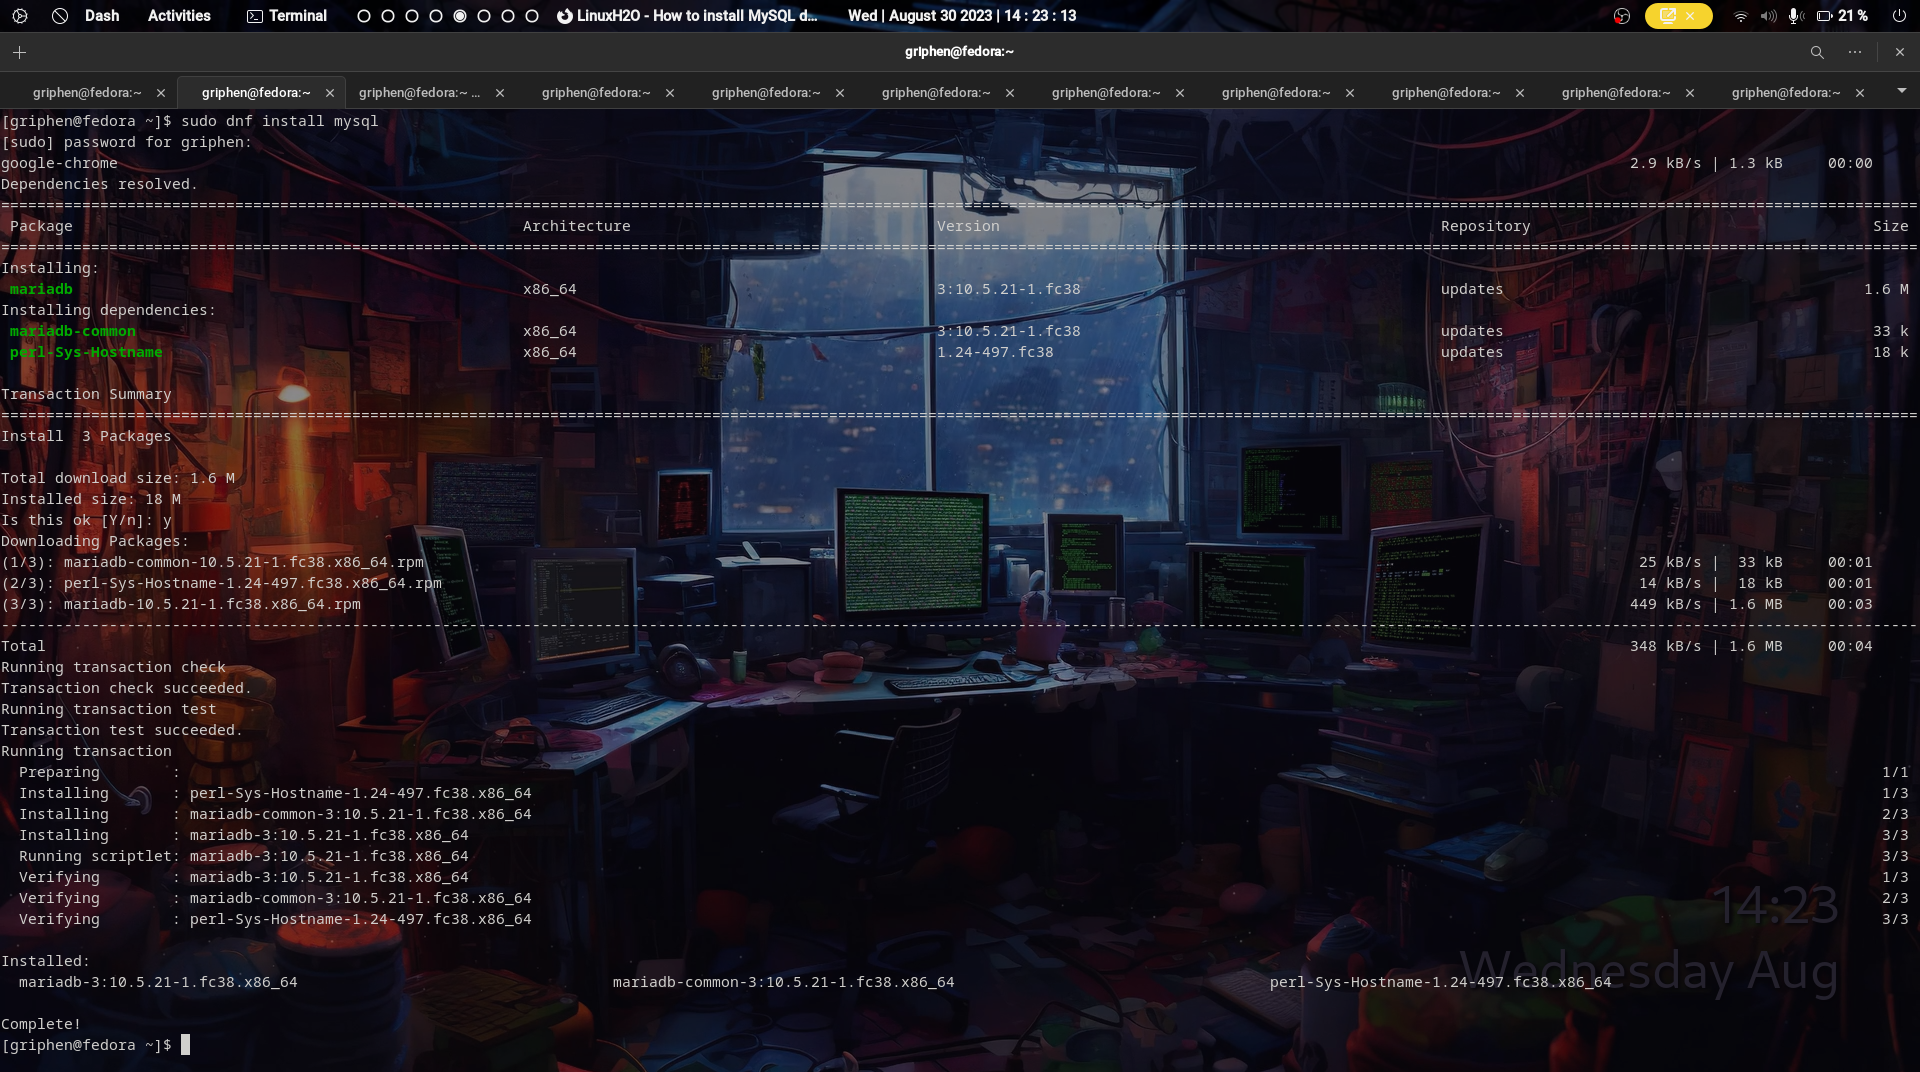 Dash Activities Terminal LinuxH2O - How to install MySQL d... Wed | August 30 2023 | 14 : 23 : 13 21 %
griphen@fedora:~
griphen@fedora:~ griphen@fedora:~ griphen@fedora:~ ... griphen@fedora:~ griphen@fedora:~ griphen@fedora:~ griphen@fedora:~ griphen@fedora:~ griphen@fedora:~ griphen@fedora:~ griphen@fedora:~
[griphen@fedora ~]$ sudo dnf install mysql
[sudo] password for griphen:
google-chrome 2.9 kB/s | 1.3 kB 00:00
Dependencies resolved.
Package Architecture Version Repository Size
Installing:
mariadb x86_64 3:10.5.21-1.fc38 updates 1.6 M
Installing dependencies:
mariadb-common x86_64 3:10.5.21-1.fc38 updates 33 k
perl-Sys-Hostname x86_64 1.24-497.fc38 updates 18 k
Transaction Summary
Install 3 Packages
Total download size: 1.6 M
Installed size: 18 M
Is this ok [Y/n]: y
Downloading Packages:
(1/3): mariadb-common-10.5.21-1.fc38.x86_64.rpm 25 kB/s | 33 kB 00:01
(2/3): perl-Sys-Hostname-1.24-497.fc38.x86_64.rpm 14 kB/s | 18 kB 00:01
(3/3): mariadb-10.5.21-1.fc38.x86_64.rpm 449 kB/s | 1.6 MB 00:03
Total 348 kB/s | 1.6 MB 00:04
Running transaction check
Transaction check succeeded.
Running transaction test
Transaction test succeeded.
Running transaction
Preparing : 1/1
Installing : perl-Sys-Hostname-1.24-497.fc38.x86_64 1/3
Installing : mariadb-common-3:10.5.21-1.fc38.x86_64 2/3
Installing : mariadb-3:10.5.21-1.fc38.x86_64 3/3
Running scriptlet: mariadb-3:10.5.21-1.fc38.x86_64 3/3
Verifying : mariadb-3:10.5.21-1.fc38.x86_64 1/3
Verifying : mariadb-common-3:10.5.21-1.fc38.x86_64 2/3
Verifying : perl-Sys-Hostname-1.24-497.fc38.x86_64 3/3
14:23
Wednesday Aug
Installed:
mariadb-3:10.5.21-1.fc38.x86_64 mariadb-common-3:10.5.21-1.fc38.x86_64 perl-Sys-Hostname-1.24-497.fc38.x86_64
Complete!
[griphen@fedora ~]$